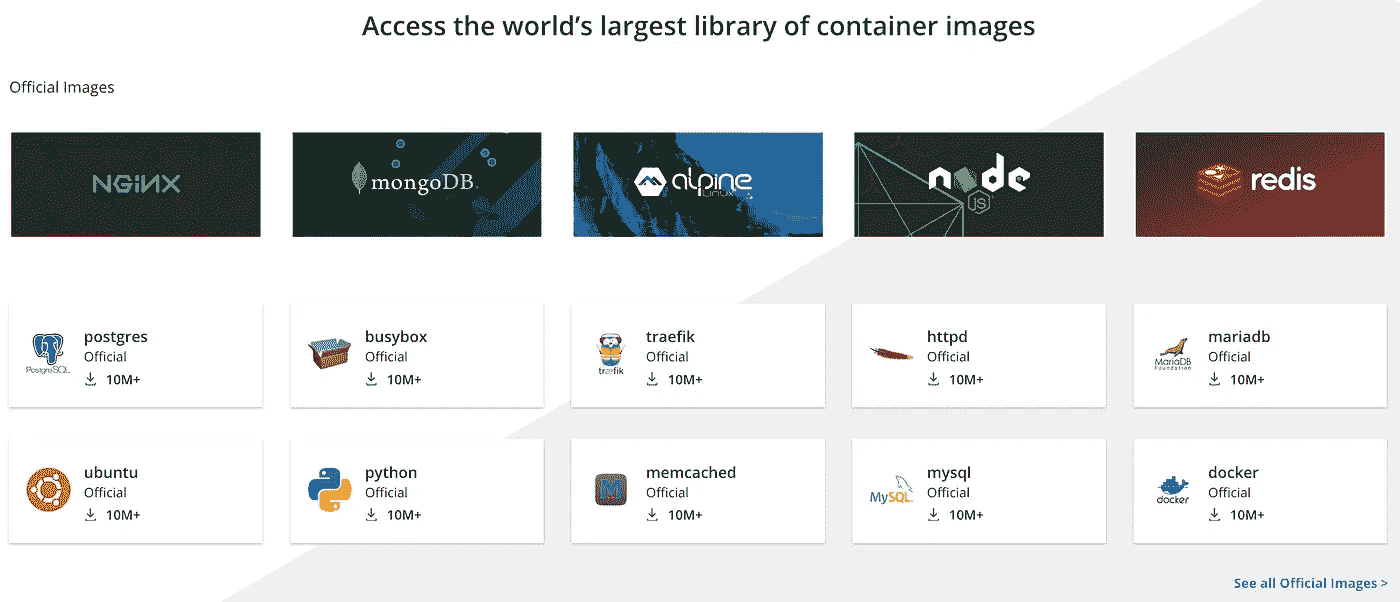 Access the world's largest library of container images
Official Images
NGiNX
mongoDB
alpine
Linux
node
JS
redis
postgres
Official
10M+
PostgreSQL
busybox
Official
10M+
traefik
Official
10M+
træfik
httpd
Official
10M+
mariadb
Official
10M+
MariaDB
Foundation
ubuntu
Official
10M+
python
Official
10M+
memcached
Official
10M+
M
mysql
Official
10M+
MySQL
docker
Official
10M+
docker
See all Official Images >